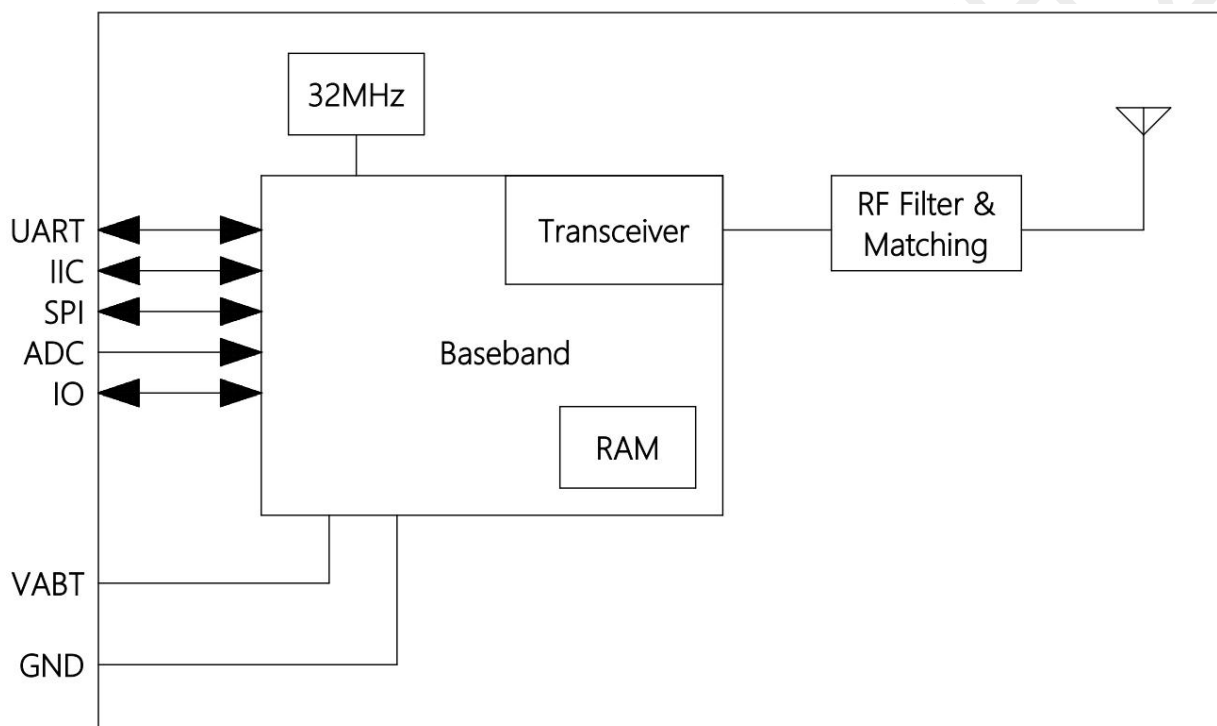 32MHz
UART
IIC
SPI
ADC
IO
Transceiver
RF Filter &
Matching
Baseband
RAM
VABT
GND